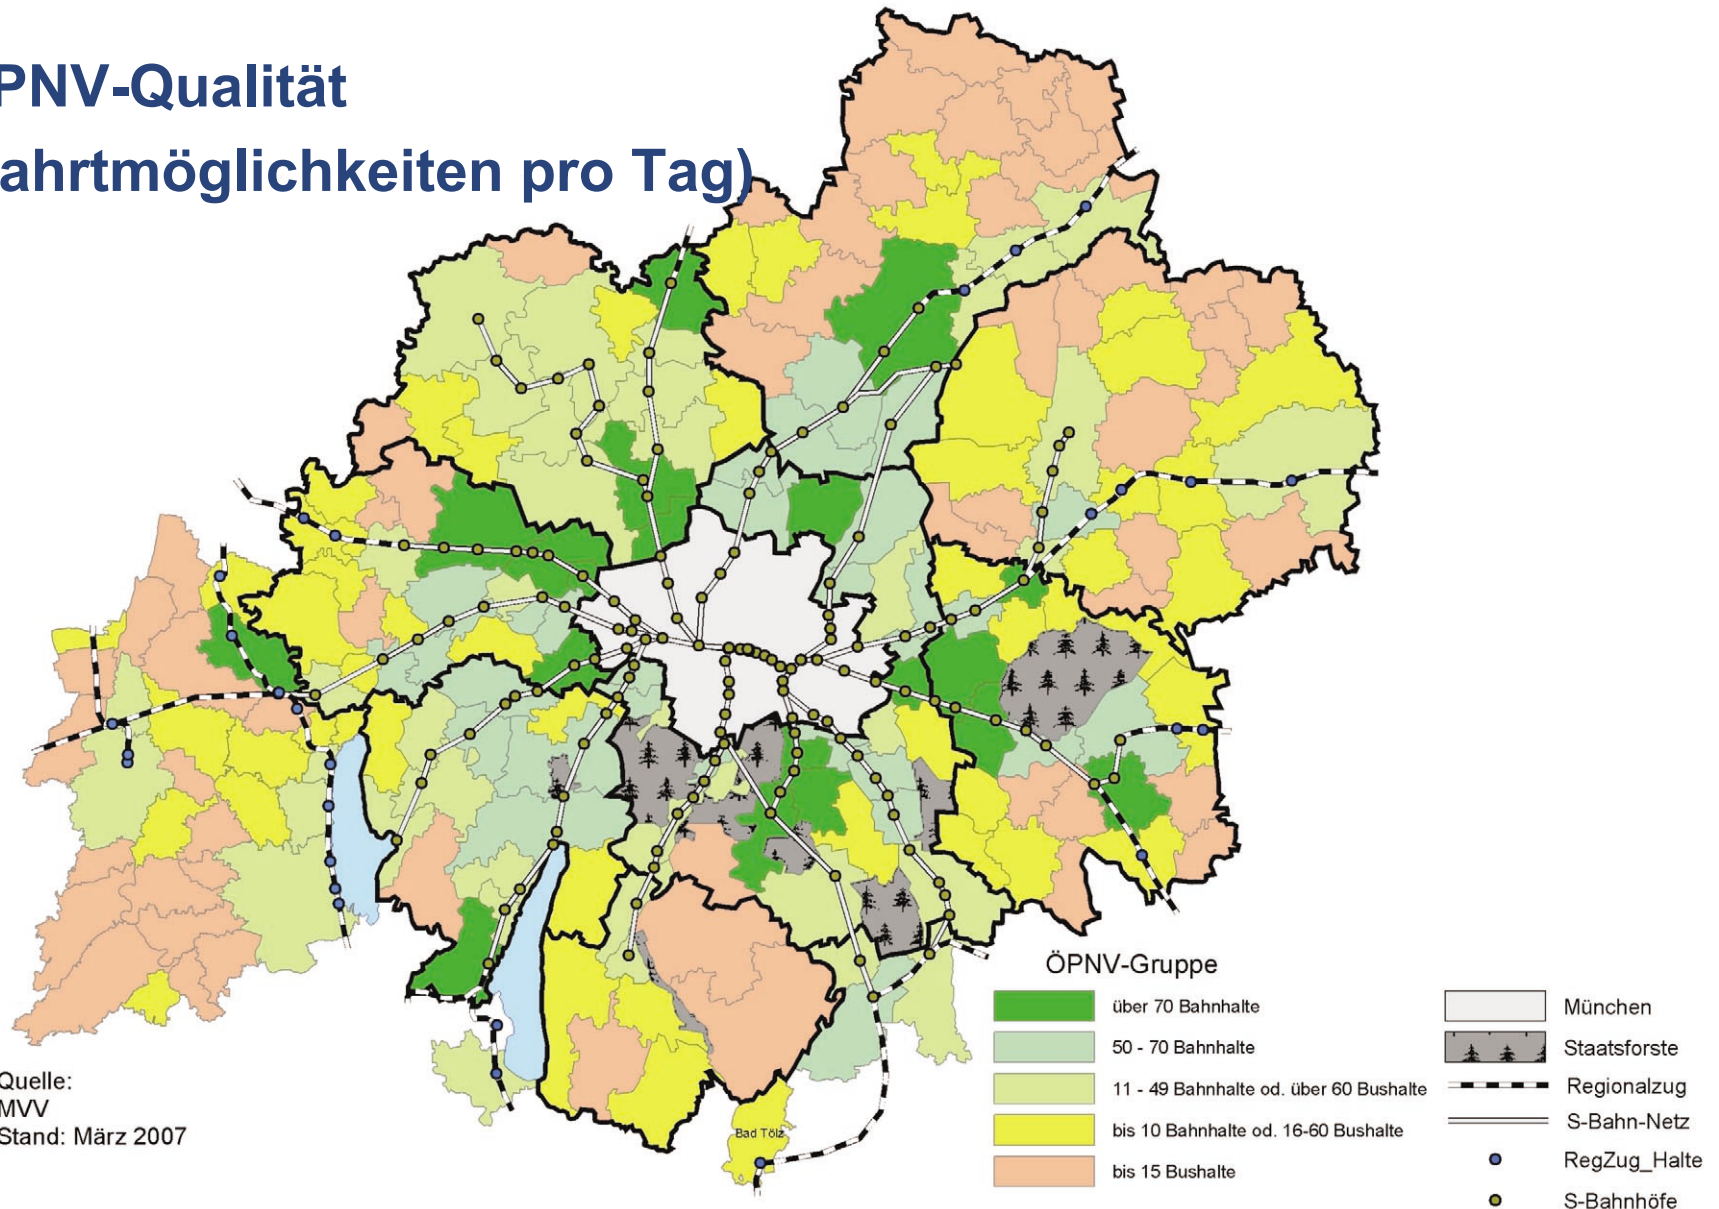 PNV-Qualität
ahrtmöglichkeiten pro Tag)
Bad Tölz
ÖPNV-Gruppe
über 70 Bahnhalte
50 - 70 Bahnhalte
11 - 49 Bahnhalte od. über 60 Bushalte
bis 10 Bahnhalte od. 16-60 Bushalte
bis 15 Bushalte
München
Staatsforste
Regionalzug
S-Bahn-Netz
RegZug_Halte
S-Bahnhöfe
Quelle:
MVV
Stand: März 2007